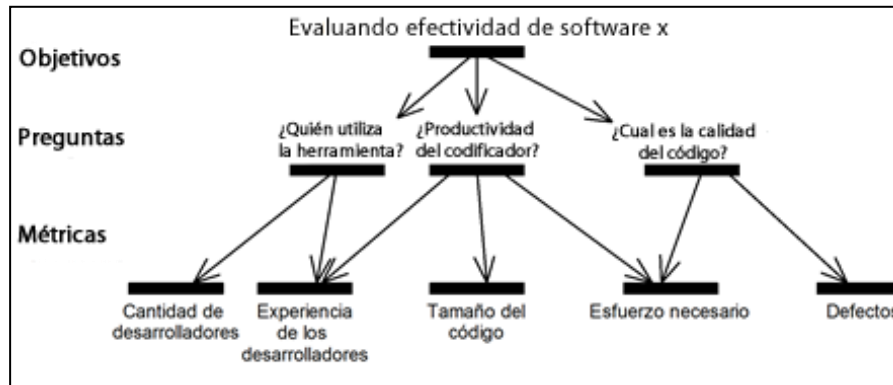 Evaluando efectividad de software x
Objetivos
Preguntas
¿Quién utiliza
la herramienta?
¿Productividad
del codificador?
¿Cual es la calidad
del código?
Métricas
Cantidad de
desarrolladores
Experiencia
de los
desarrolladores
Tamaño del
código
Esfuerzo necesario
Defectos